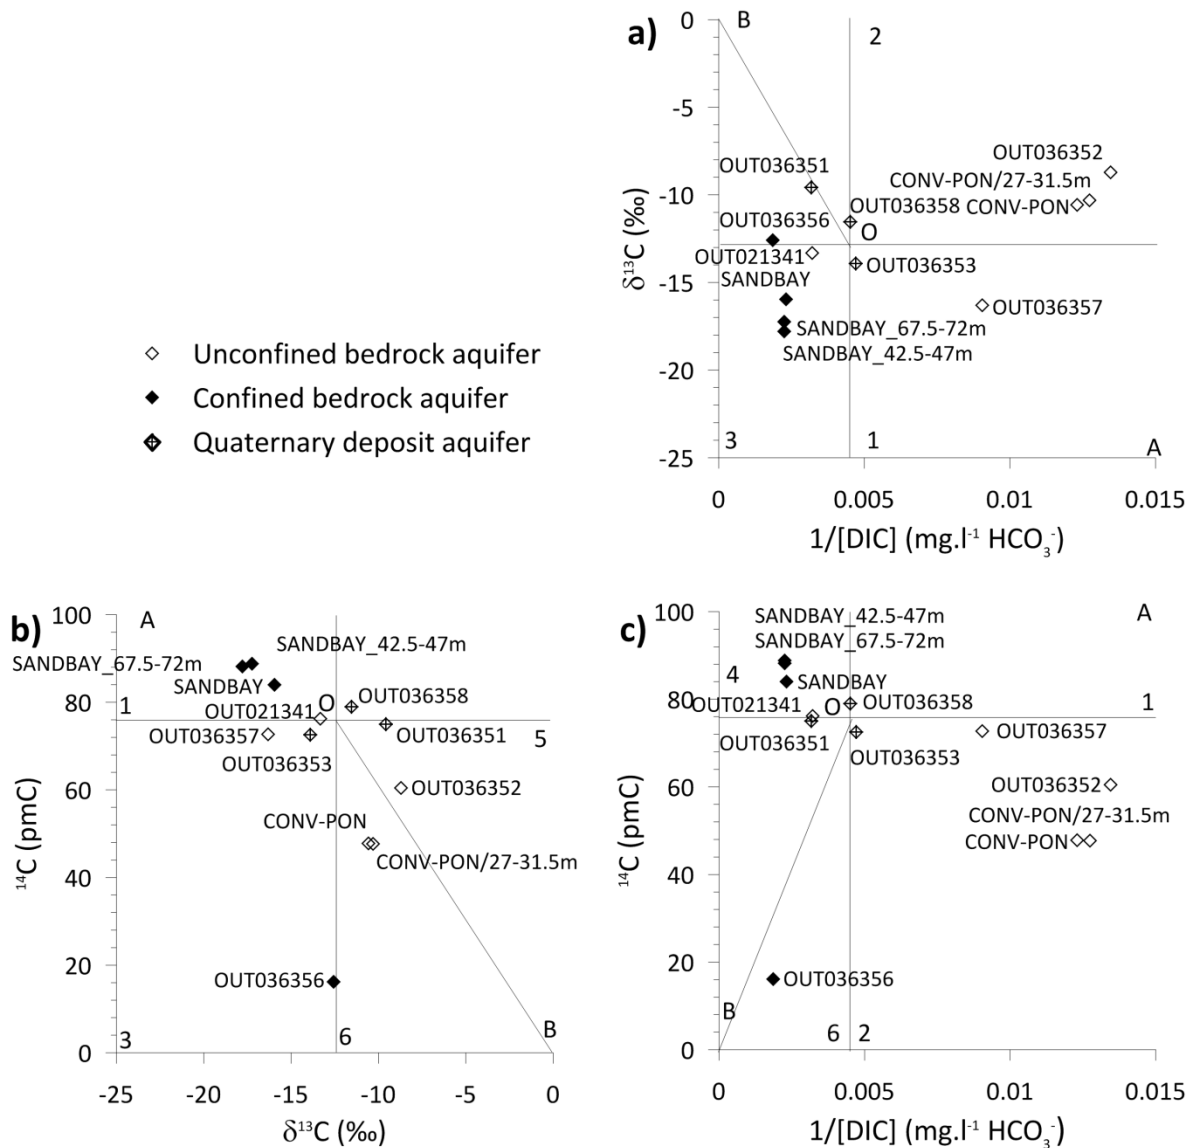 a)
0
B
2
-5
OUT036352
OUT036351
CONV-PON/27-31.5m
-10
OUT036358
CONV-PON
OUT036356
O
δ¹³C (‰)
OUT021341
OUT036353
-15
SANDBAY
OUT036357
SANDBAY_67.5-72m
SANDBAY_42.5-47m
-20
3
1
A
-25
0
0.005
0.01
0.015
1/[DIC] (mg.l⁻¹ HCO₃⁻)
Unconfined bedrock aquifer
Confined bedrock aquifer
Quaternary deposit aquifer
b)
100
A
SANDBAY_42.5-47m
SANDBAY_67.5-72m
SANDBAY
80
1
O
OUT036358
OUT021341
OUT036357
OUT036351
5
OUT036353
60
OUT036352
¹⁴C (pmC)
CONV-PON
CONV-PON/27-31.5m
40
20
OUT036356
3
6
B
0
-25
-20
-15
-10
-5
0
δ¹³C (‰)
c)
100
SANDBAY_42.5-47m
A
SANDBAY_67.5-72m
4
SANDBAY
80
OUT021341
O
OUT036358
1
OUT036351
OUT036357
OUT036353
60
OUT036352
CONV-PON/27-31.5m
¹⁴C (pmC)
CONV-PON
40
20
OUT036356
B
6
2
0
0
0.005
0.01
0.015
1/[DIC] (mg.l⁻¹ HCO₃⁻)